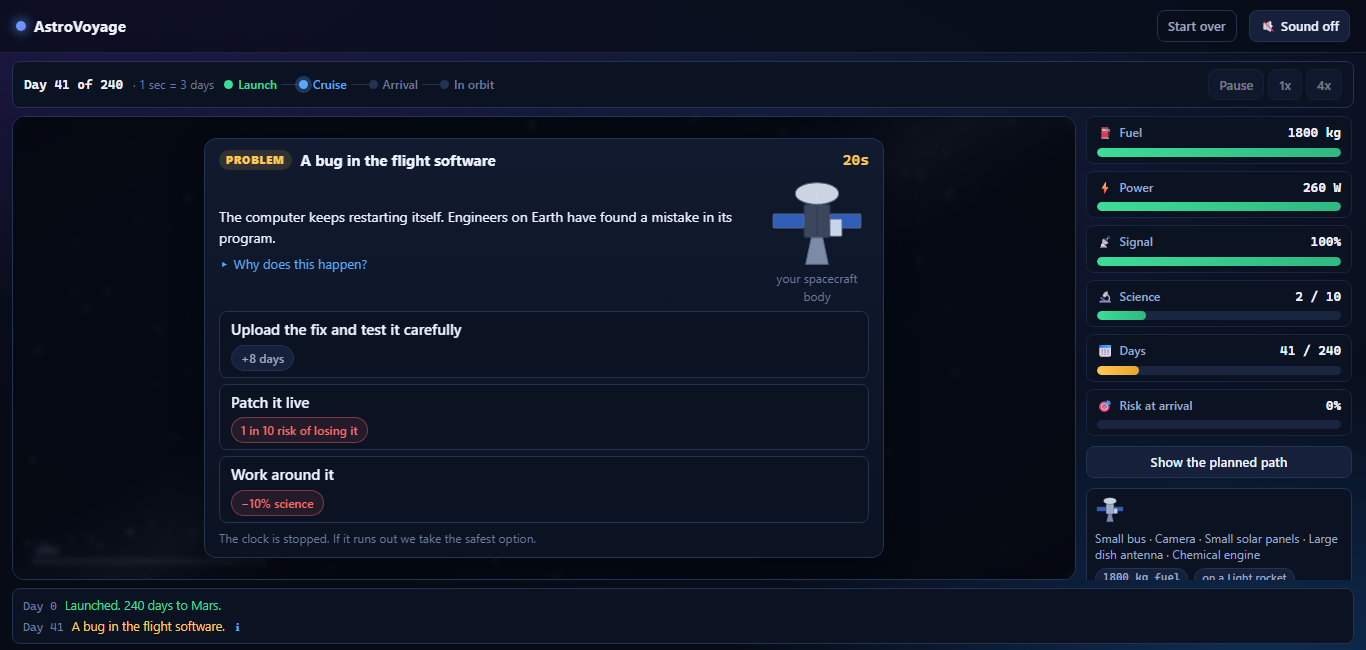 AstroVoyage
Start over
Sound off
Day 41 of 240 · 1 sec = 3 days
Launch
Cruise
Arrival
In orbit
Pause
1x
4x
PROBLEM A bug in the flight software
20s
The computer keeps restarting itself. Engineers on Earth have found a mistake in its
program.
Why does this happen?
your spacecraft
body
Upload the fix and test it carefully
+8 days
Patch it live
1 in 10 risk of losing it
Work around it
−10% science
The clock is stopped. If it runs out we take the safest option.
Fuel 1800 kg
Power 260 W
Signal 100%
Science 2 / 10
Days 41 / 240
Risk at arrival 0%
Show the planned path
Small bus · Camera · Small solar panels · Large
dish antenna · Chemical engine
1800 kg fuel on a Light rocket
Day 0 Launched. 240 days to Mars.
Day 41 A bug in the flight software. i